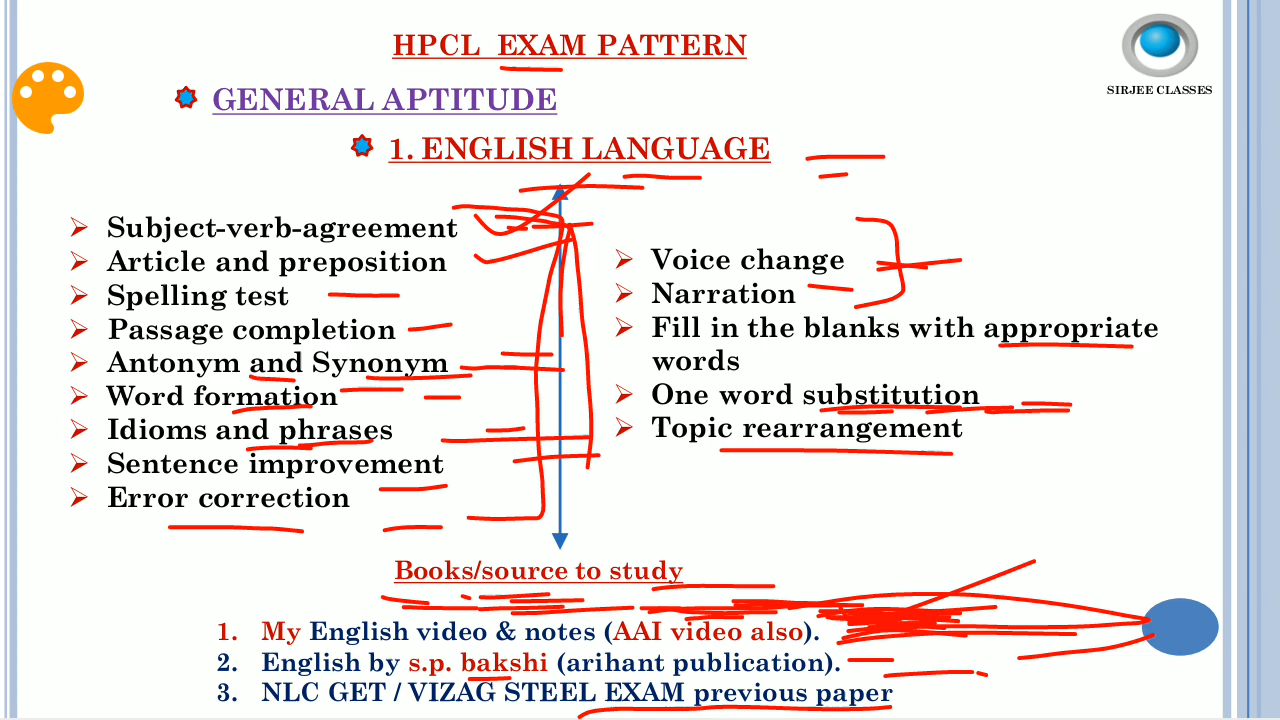 HPCL EXAM PATTERN
SIRJEE CLASSES
GENERAL APTITUDE
1. ENGLISH LANGUAGE
Subject-verb-agreement
Article and preposition
Spelling test
Passage completion
Antonym and Synonym
Word formation
Idioms and phrases
Sentence improvement
Error correction
Voice change
Narration
Fill in the blanks with appropriate
words
One word substitution
Topic rearrangement
Books/source to study
1. My English video & notes (AAI video also).
2. English by s.p. bakshi (arihant publication).
3. NLC GET / VIZAG STEEL EXAM previous paper